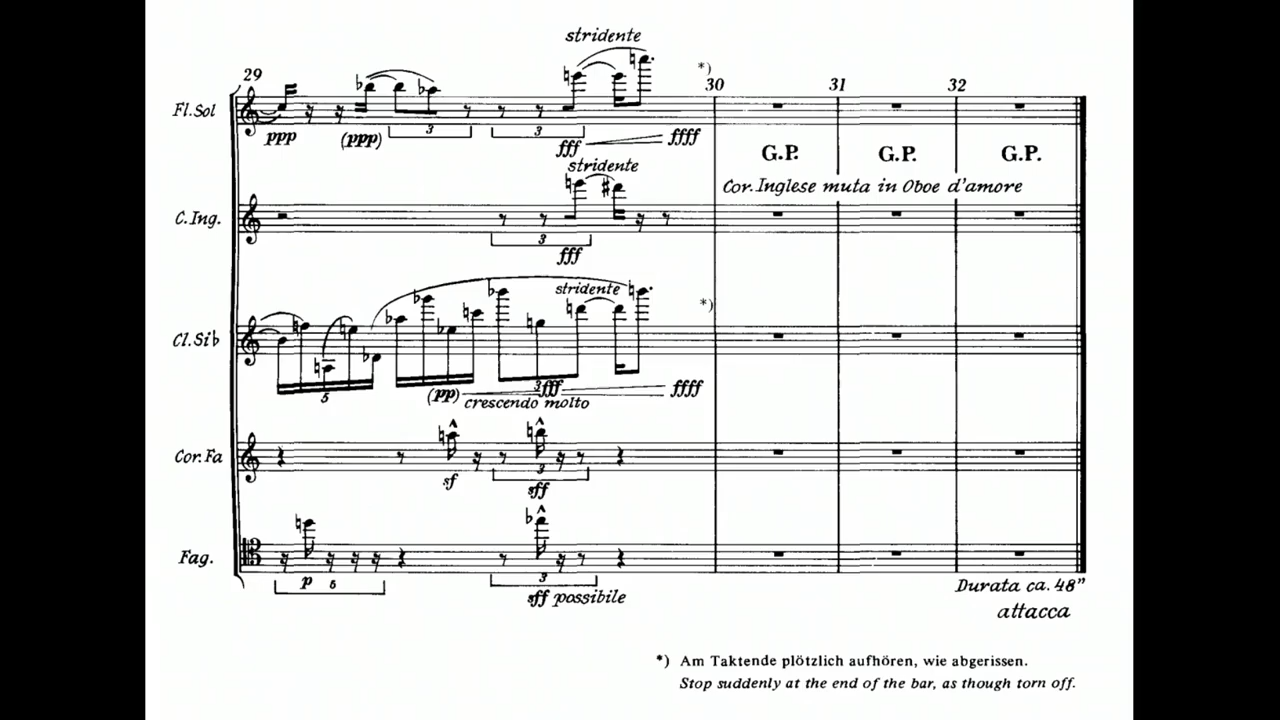 stridente
29
*)
30 31 32
Fl.Sol
3 3
ppp (ppp) fff ffff
G.P. G.P. G.P.
stridente
Cor. Inglese muta in Oboe d'amore
C.Ing.
3
fff
stridente
*)
Cl.Sib
5 (pp) 3 fff ffff
crescendo molto
Cor.Fa
sf 3
sff
Fag.
p 5 3
sff possibile
Durata ca. 48"
attacca
*) Am Taktende plötzlich aufhören, wie abgerissen.
Stop suddenly at the end of the bar, as though torn off.